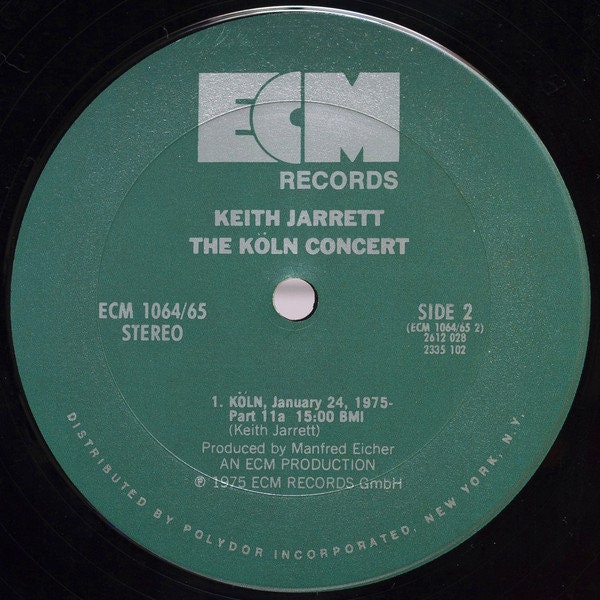 ECM
RECORDS
KEITH JARRETT
THE KÖLN CONCERT
ECM 1064/65
STEREO
SIDE 2
(ECM 1064/65 2)
2612 028
2335 102
1. KÖLN, January 24, 1975-
Part 11a 15:00 BMI
(Keith Jarrett)
Produced by Manfred Eicher
AN ECM PRODUCTION
℗ 1975 ECM RECORDS GmbH
DISTRIBUTED BY POLYDOR INCORPORATED, NEW YORK, N.Y.